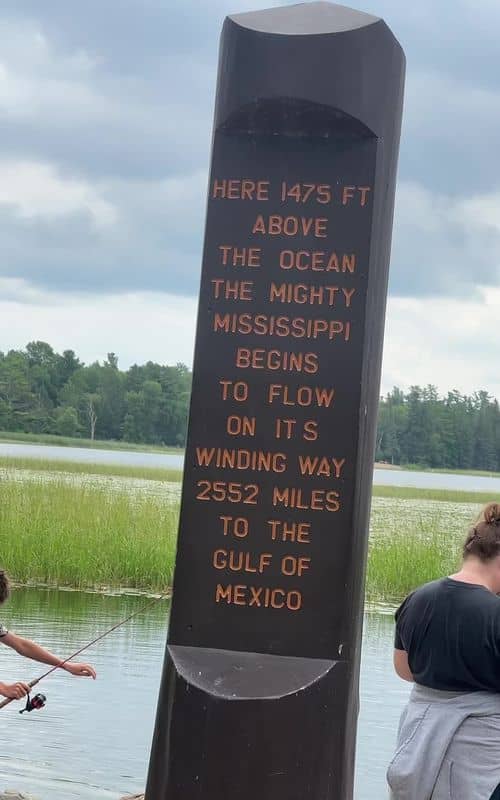 HERE 1475 FT
ABOVE
THE OCEAN
THE MIGHTY
MISSISSIPPI
BEGINS
TO FLOW
ON ITS
WINDING WAY
2552 MILES
TO THE
GULF OF
MEXICO